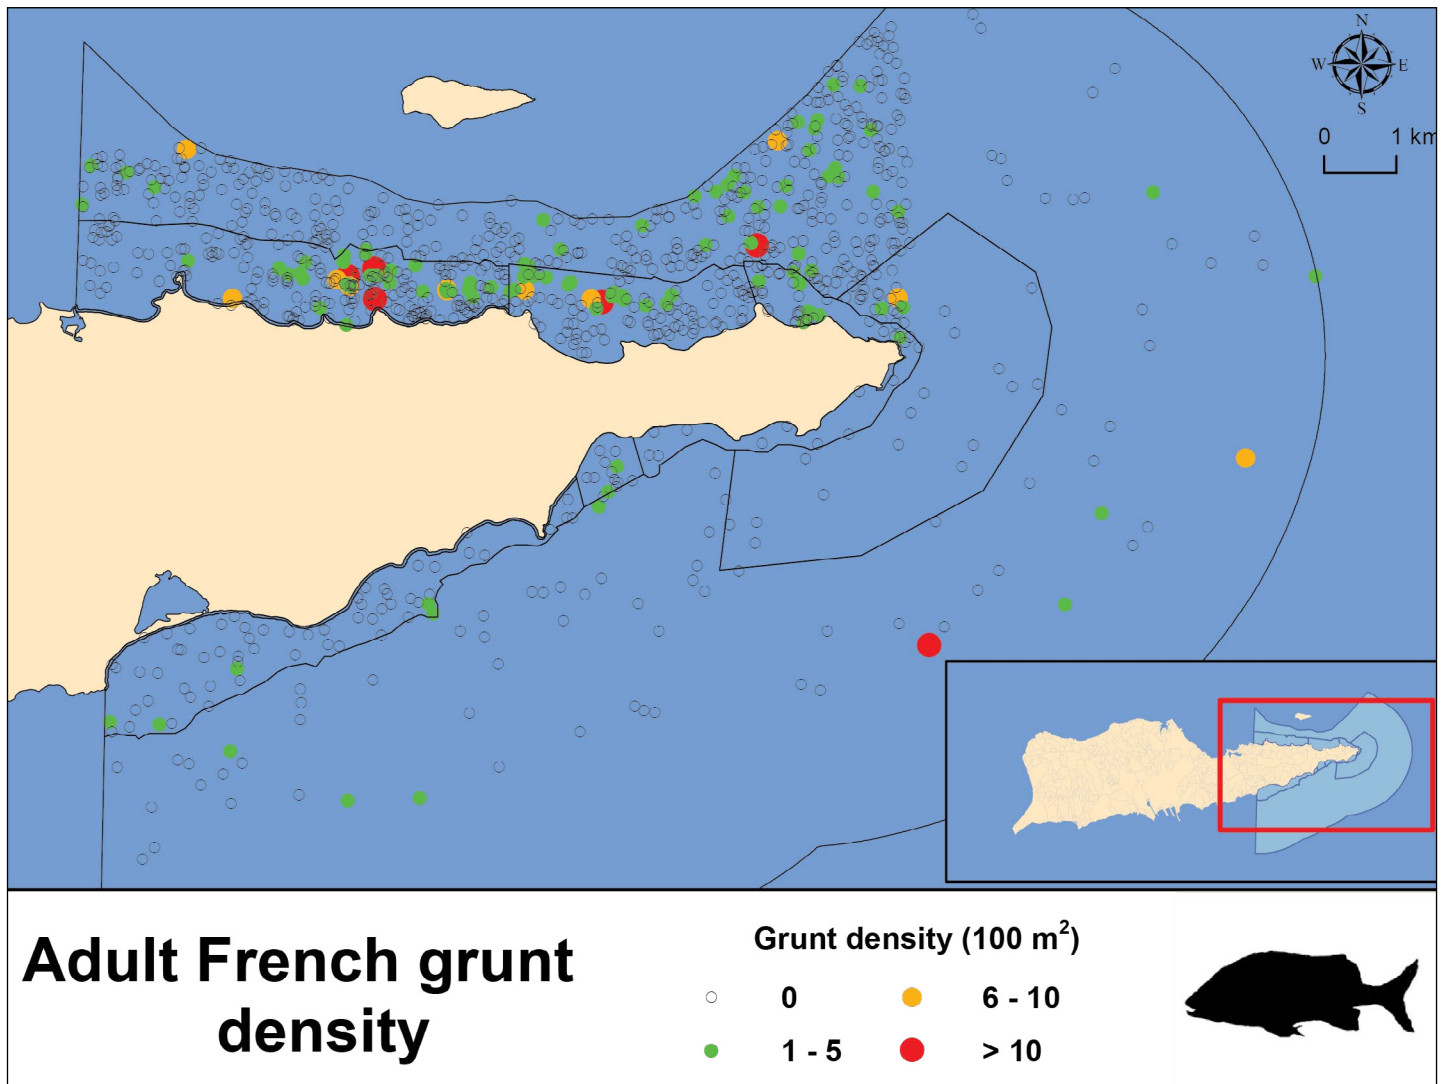 N
W E
S
0 1 km
Adult French grunt
density
Grunt density (100 m²)
0 6 - 10
1 - 5 > 10